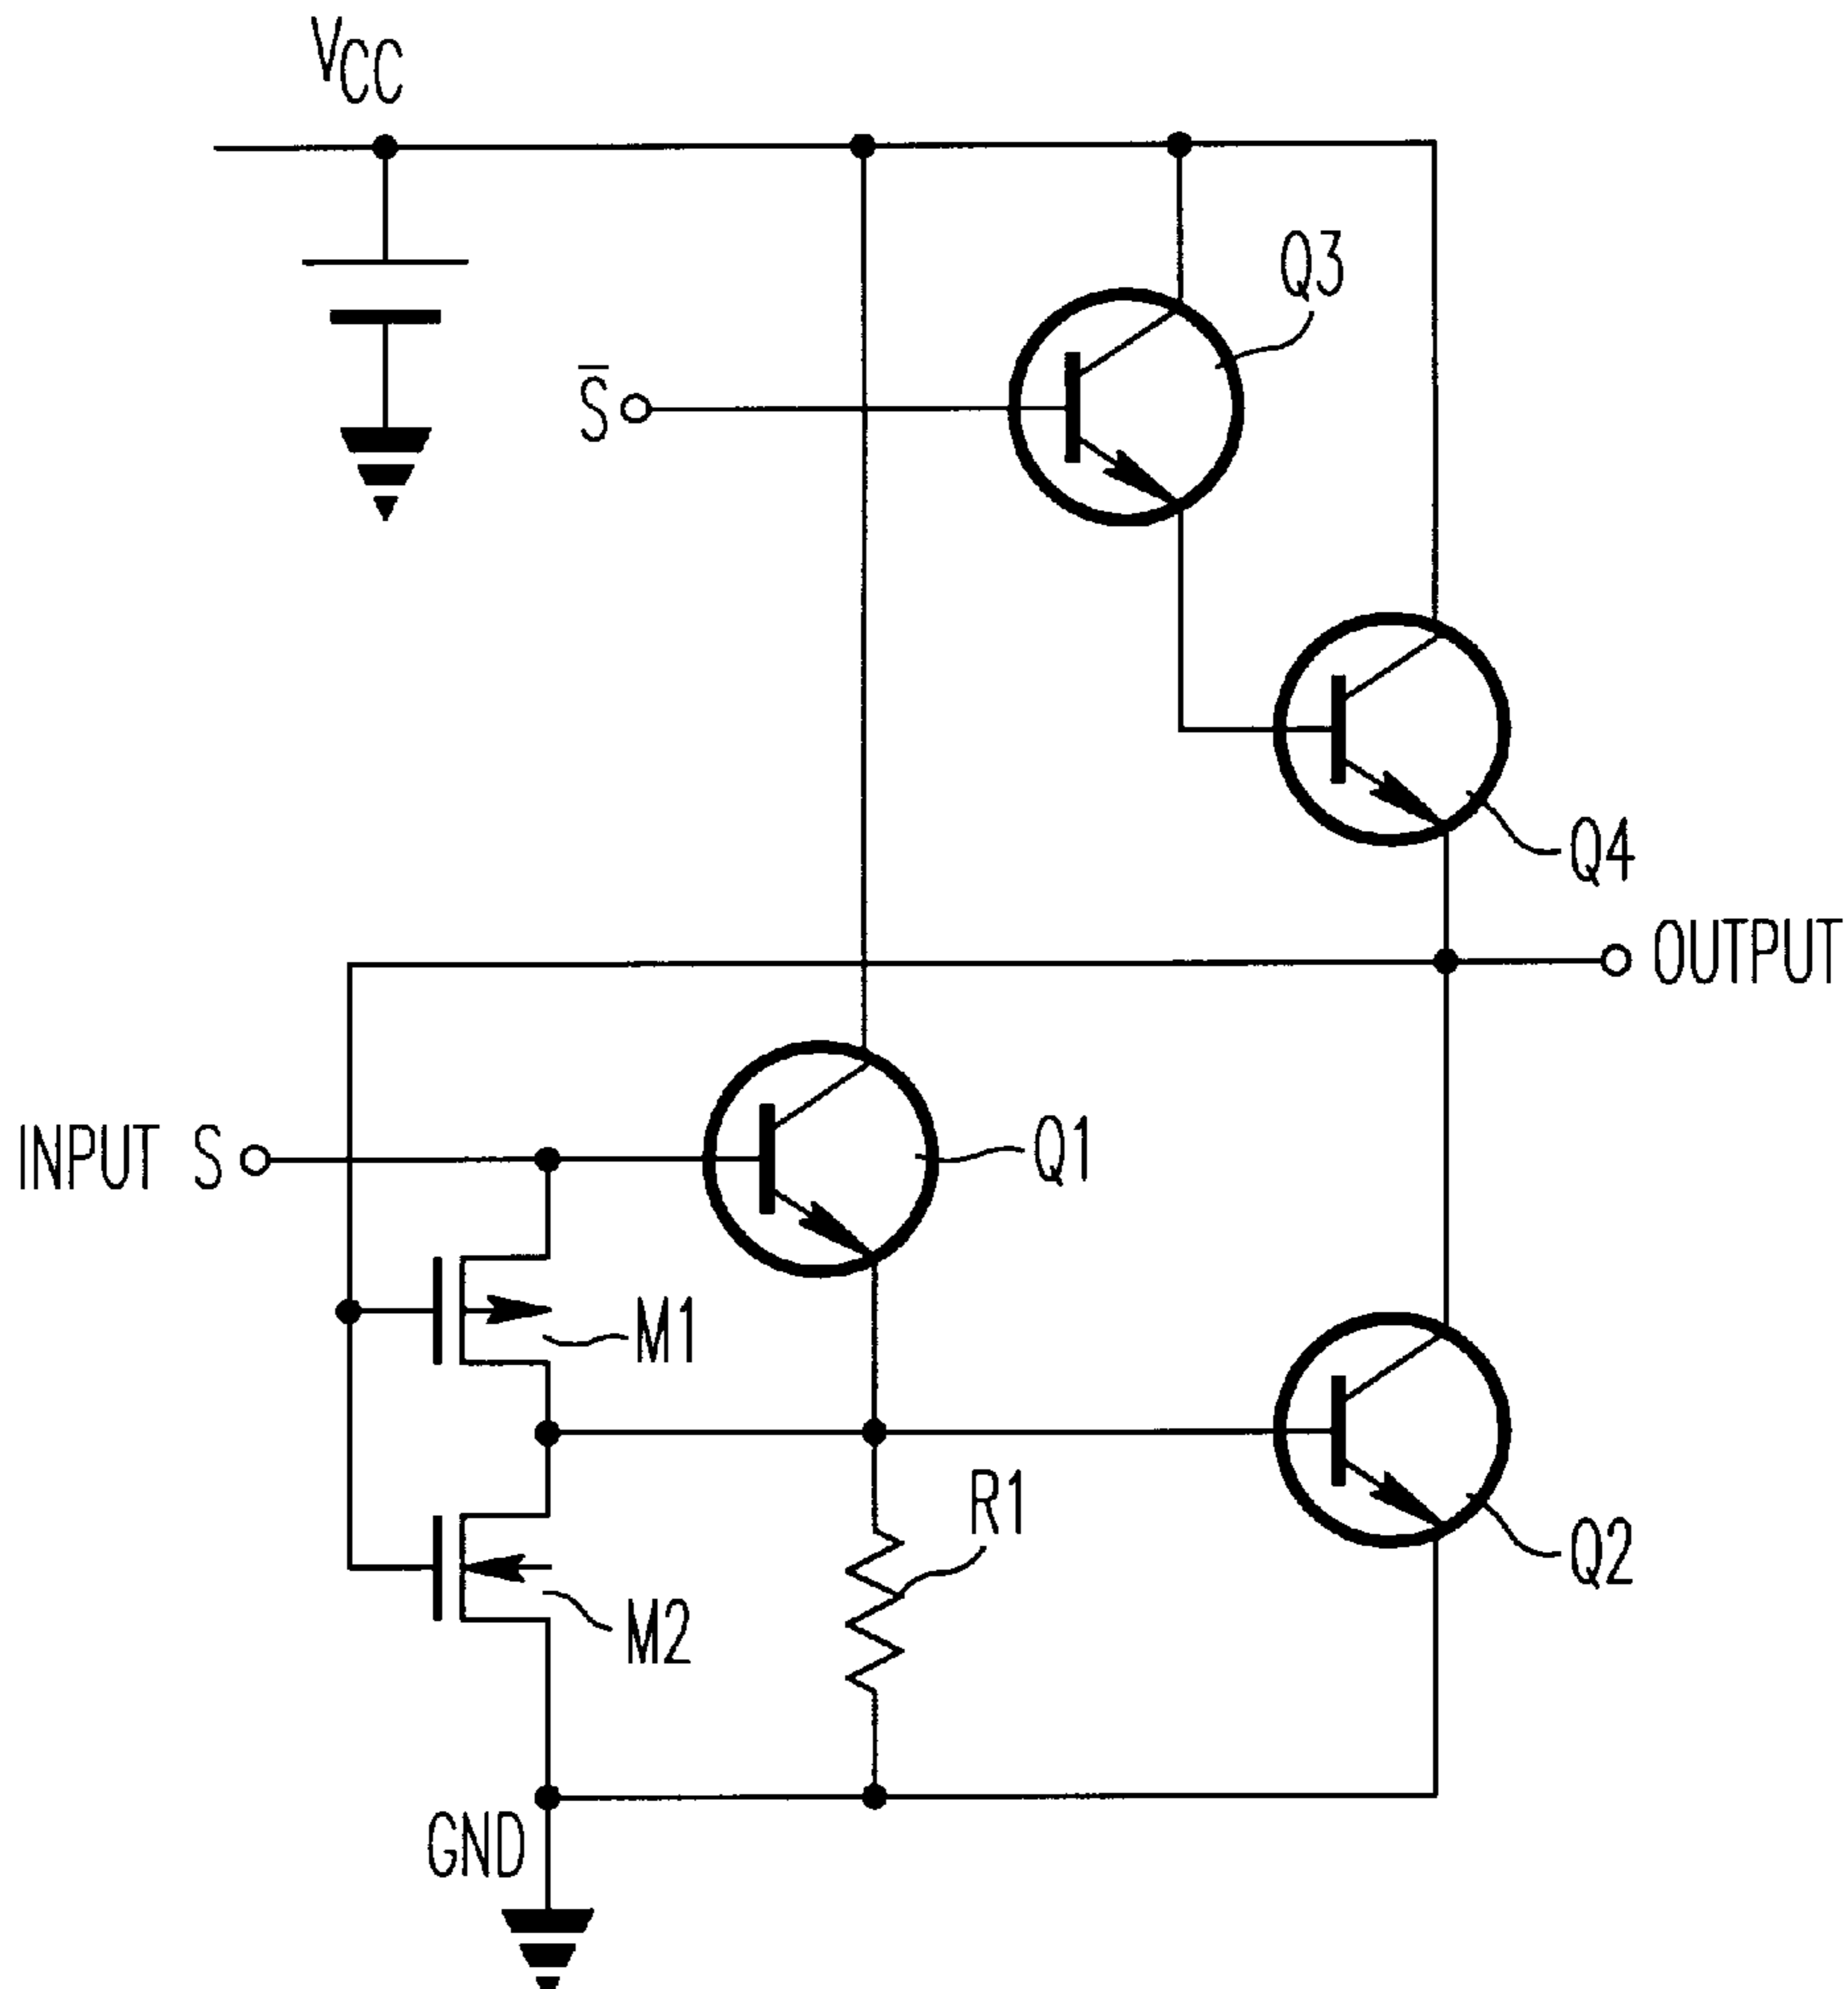 VCC
Q3
S̅
Q4
OUTPUT
INPUT S
Q1
M1
R1
Q2
M2
GND